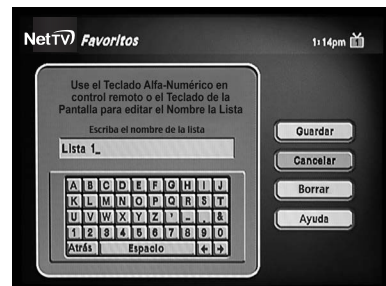 NetTV Favoritos
1:14pm
Use el Teclado Alfa-Numérico en
control remoto o el Teclado de la
Pantalla para editar el Nombre la Lista
Escriba el nombre de la lista
Lista 1_
A B C D E F G H I J
K L M N O P Q R S T
U V W X Y Z ' - . &
1 2 3 4 5 6 7 8 9 0
Atrás Espacio ← →
Guardar
Cancelar
Borrar
Ayuda